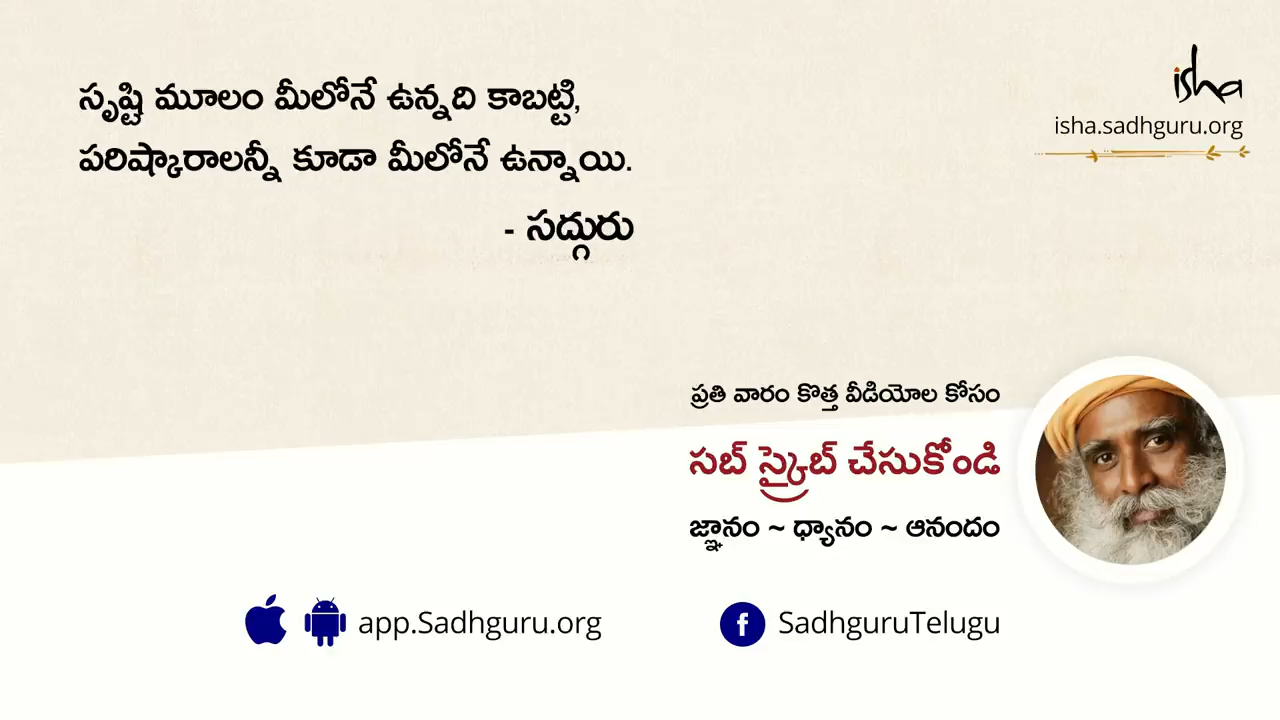 సృష్టి మూలం మీలోనే ఉన్నది కాబట్టి,
పరిష్కారాలన్నీ కూడా మీలోనే ఉన్నాయి.
- సద్గురు
isha
isha.sadhguru.org
ప్రతి వారం కొత్త వీడియోల కోసం
సబ్ స్క్రైబ్ చేసుకోండి
జ్ఞానం ~ ధ్యానం ~ ఆనందం
app.Sadhguru.org
SadhguruTelugu